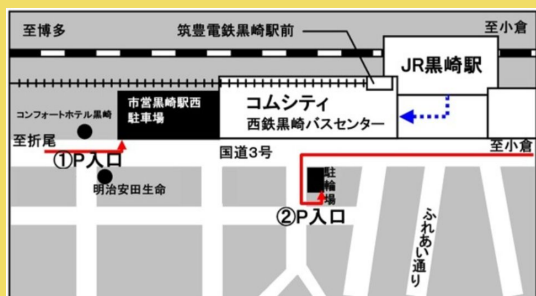 至博多
筑豊電鉄黒崎駅前
至小倉
JR黒崎駅
市営黒崎駅西
駐車場
コムシティ
西鉄黒崎バスセンター
コンフォートホテル黒崎
至折尾
①P入口
国道3号
至小倉
明治安田生命
駐輪場
②P入口
ふれあい通り